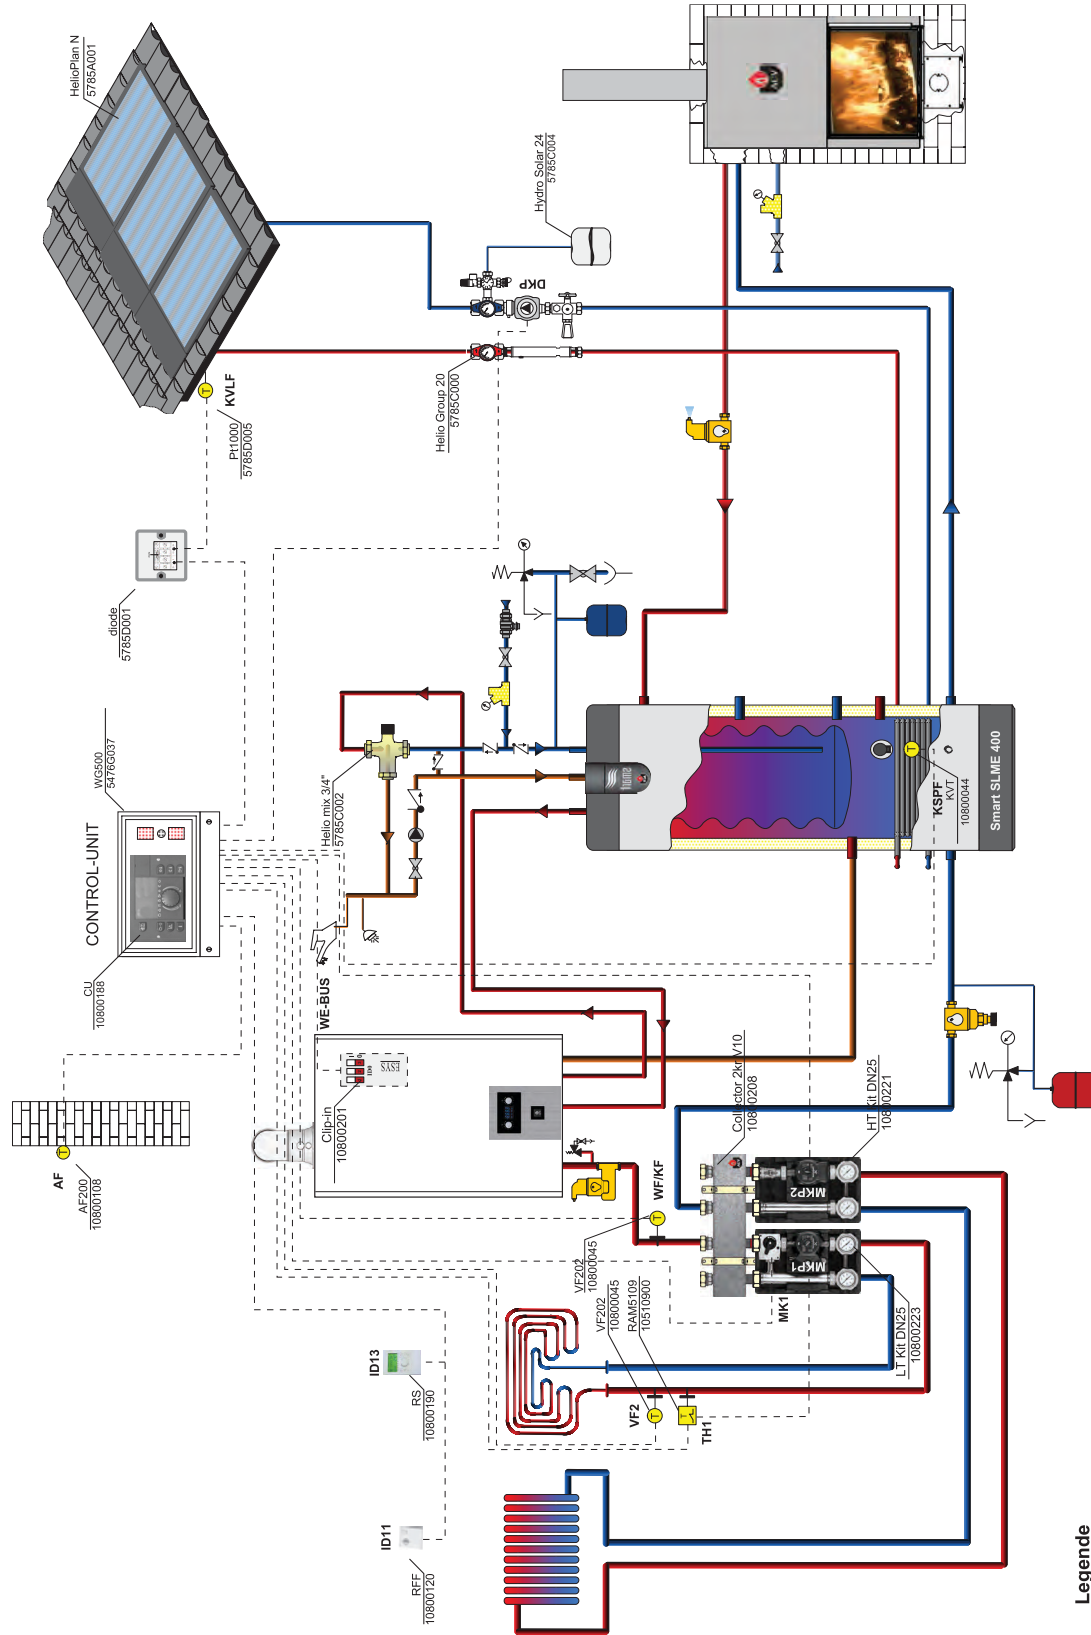 HelioPlan N
5785A001
KVLF
Pt1000
5785D005
diode
5785D001
Hydro Solar 24
5785C004
DKP
Helio Group 20
5785C000
ACV
WG500
5476G037
CONTROL-UNIT
CU
10800188
Helio mix 3/4"
5785C002
KSPF
KVT
10800044
Smart SLME 400
AF
AF200
10800108
WE-BUS
Clip-in
10800201
ESYS
Collector 2kr V10
10800208
HT Kit DN25
10800221
WF/KF
VF202
10800045
VF202
10800045
RAM5109
10510900
MKP2
MKP1
MK1
LT Kit DN25
10800223
VF2
TH1
ID13
RS
10800190
ID11
RFF
10800120
T
T
T
T
T
T
Legende